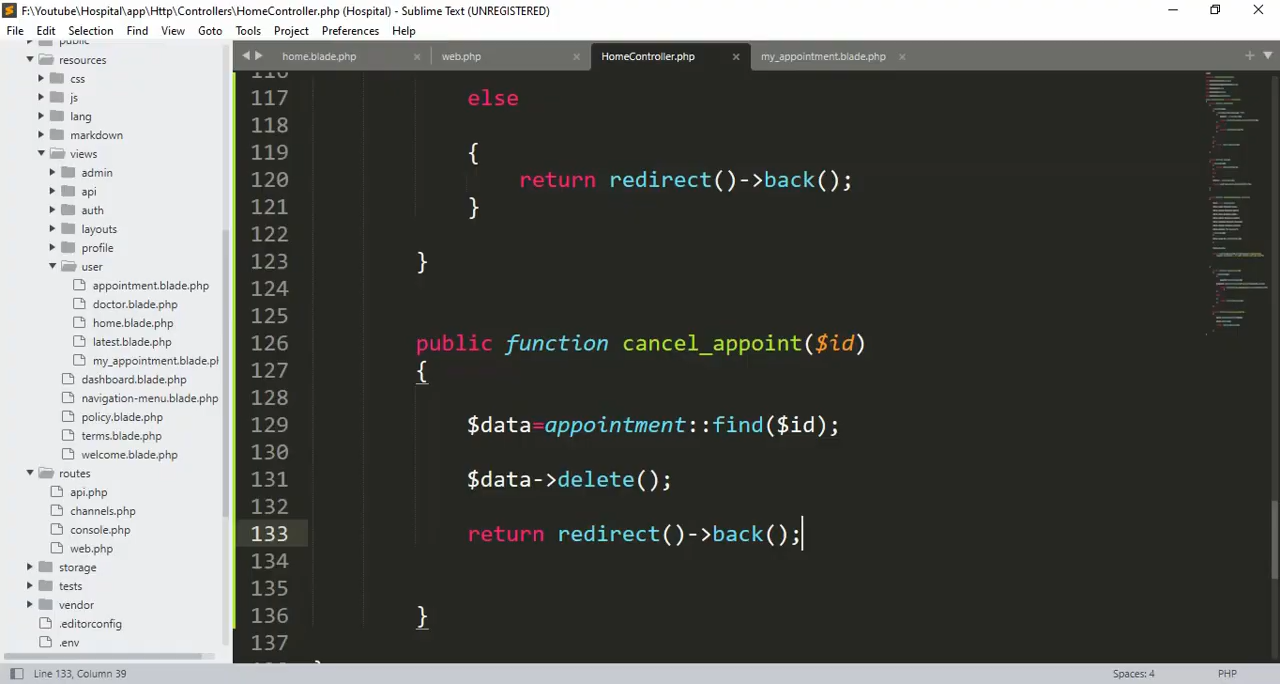 F:\Youtube\Hospital\app\Http\Controllers\HomeController.php (Hospital) - Sublime Text (UNREGISTERED)
File Edit Selection Find View Goto Tools Project Preferences Help
home.blade.php
web.php
HomeController.php
my_appointment.blade.php
public
resources
css
js
lang
markdown
views
admin
api
auth
layouts
profile
user
appointment.blade.php
doctor.blade.php
home.blade.php
latest.blade.php
my_appointment.blade.pl
dashboard.blade.php
navigation-menu.blade.php
policy.blade.php
terms.blade.php
welcome.blade.php
routes
api.php
channels.php
console.php
web.php
storage
tests
vendor
.editorconfig
.env
116
117 else
118
119 {
120 return redirect()->back();
121 }
122
123 }
124
125
126 public function cancel_appoint($id)
127 {
128
129 $data=appointment::find($id);
130
131 $data->delete();
132
133 return redirect()->back();
134
135
136 }
137
Line 133, Column 39
Spaces: 4
PHP